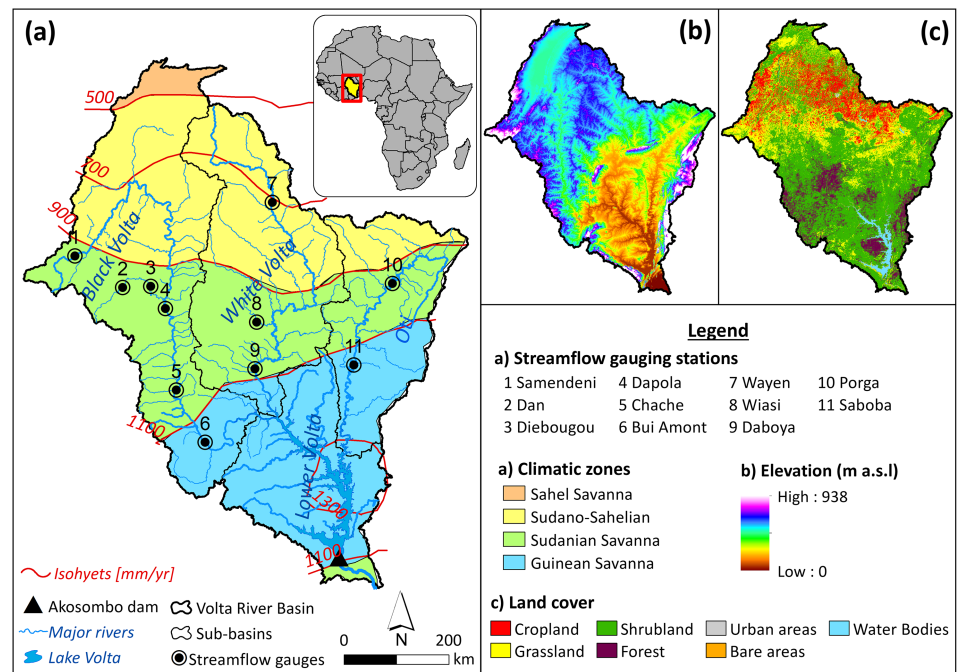 (a)
500
700
900
7
Black Volta
White Volta
2
3
4
8
10
Oti
9
11
5
1100
6
Lower Volta
1300
1100
Isohyets [mm/yr]
Akosombo dam
Major rivers
Lake Volta
Volta River Basin
Sub-basins
Streamflow gauges
N
0 200
km
(b)
(c)
Legend
a) Streamflow gauging stations
1 Samendeni 4 Dapola 7 Wayen 10 Porga
2 Dan 5 Chache 8 Wiasi 11 Saboba
3 Diebougou 6 Bui Amont 9 Daboya
a) Climatic zones
Sahel Savanna
Sudano-Sahelian
Sudanian Savanna
Guinean Savanna
b) Elevation (m a.s.l)
High : 938
Low : 0
c) Land cover
Cropland Shrubland Urban areas Water Bodies
Grassland Forest Bare areas